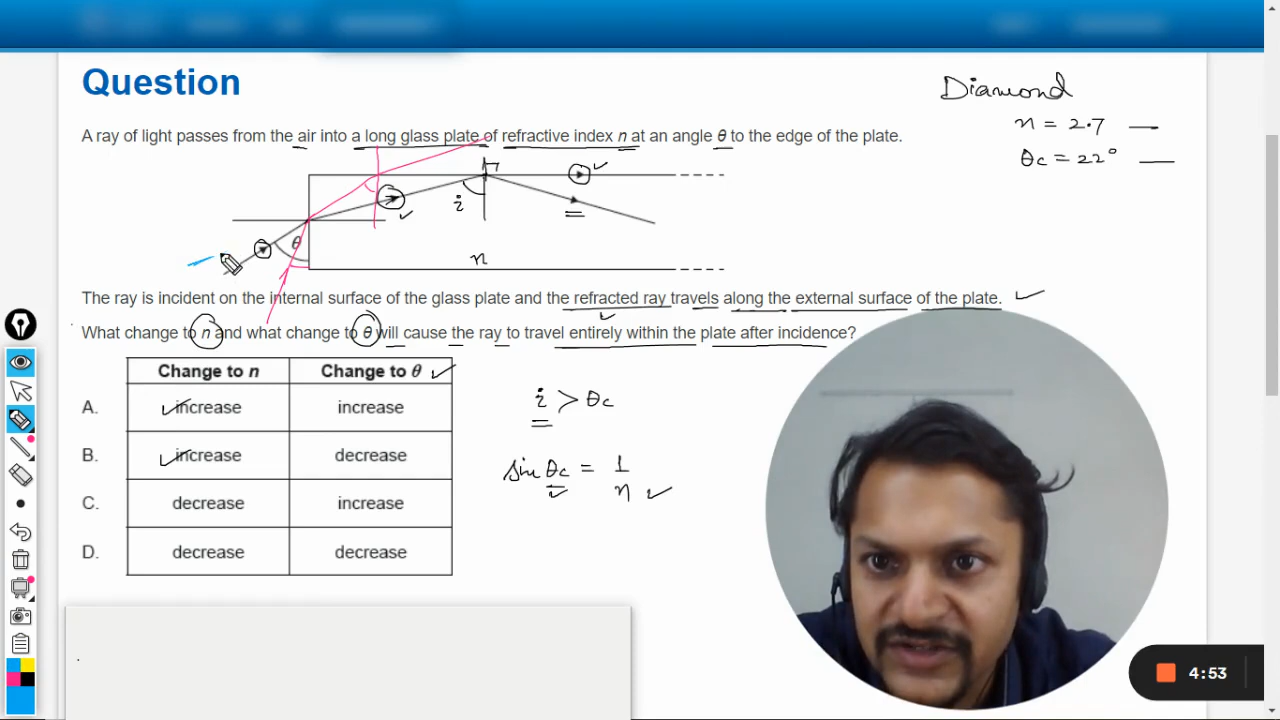 Question
Diamond
n = 2.7
θc = 22°
A ray of light passes from the air into a long glass plate of refractive index n at an angle θ to the edge of the plate.
i
θ
n
The ray is incident on the internal surface of the glass plate and the refracted ray travels along the external surface of the plate.
What change to n and what change to θ will cause the ray to travel entirely within the plate after incidence?
Change to n Change to θ
A. increase increase
B. increase decrease
C. decrease increase
D. decrease decrease
i > θc
sin θc = 1
n
4:53